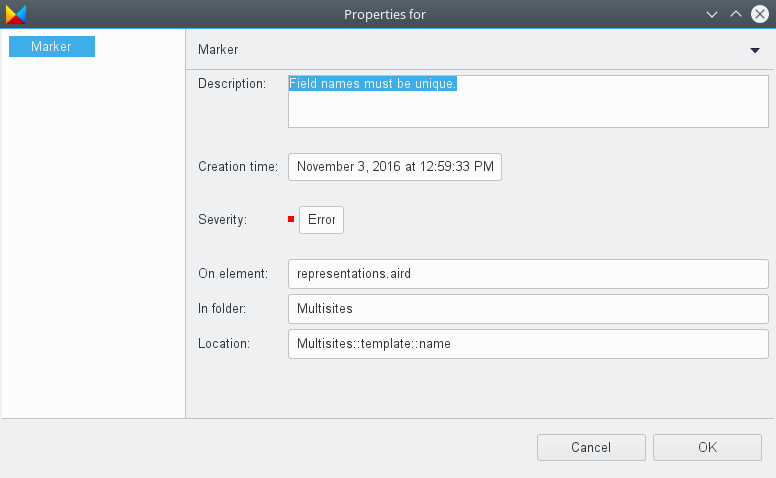 Properties for
Marker
Marker
Description: Field names must be unique.
Creation time: November 3, 2016 at 12:59:33 PM
Severity: Error
On element: representations.aird
In folder: Multisites
Location: Multisites::template::name
Cancel OK